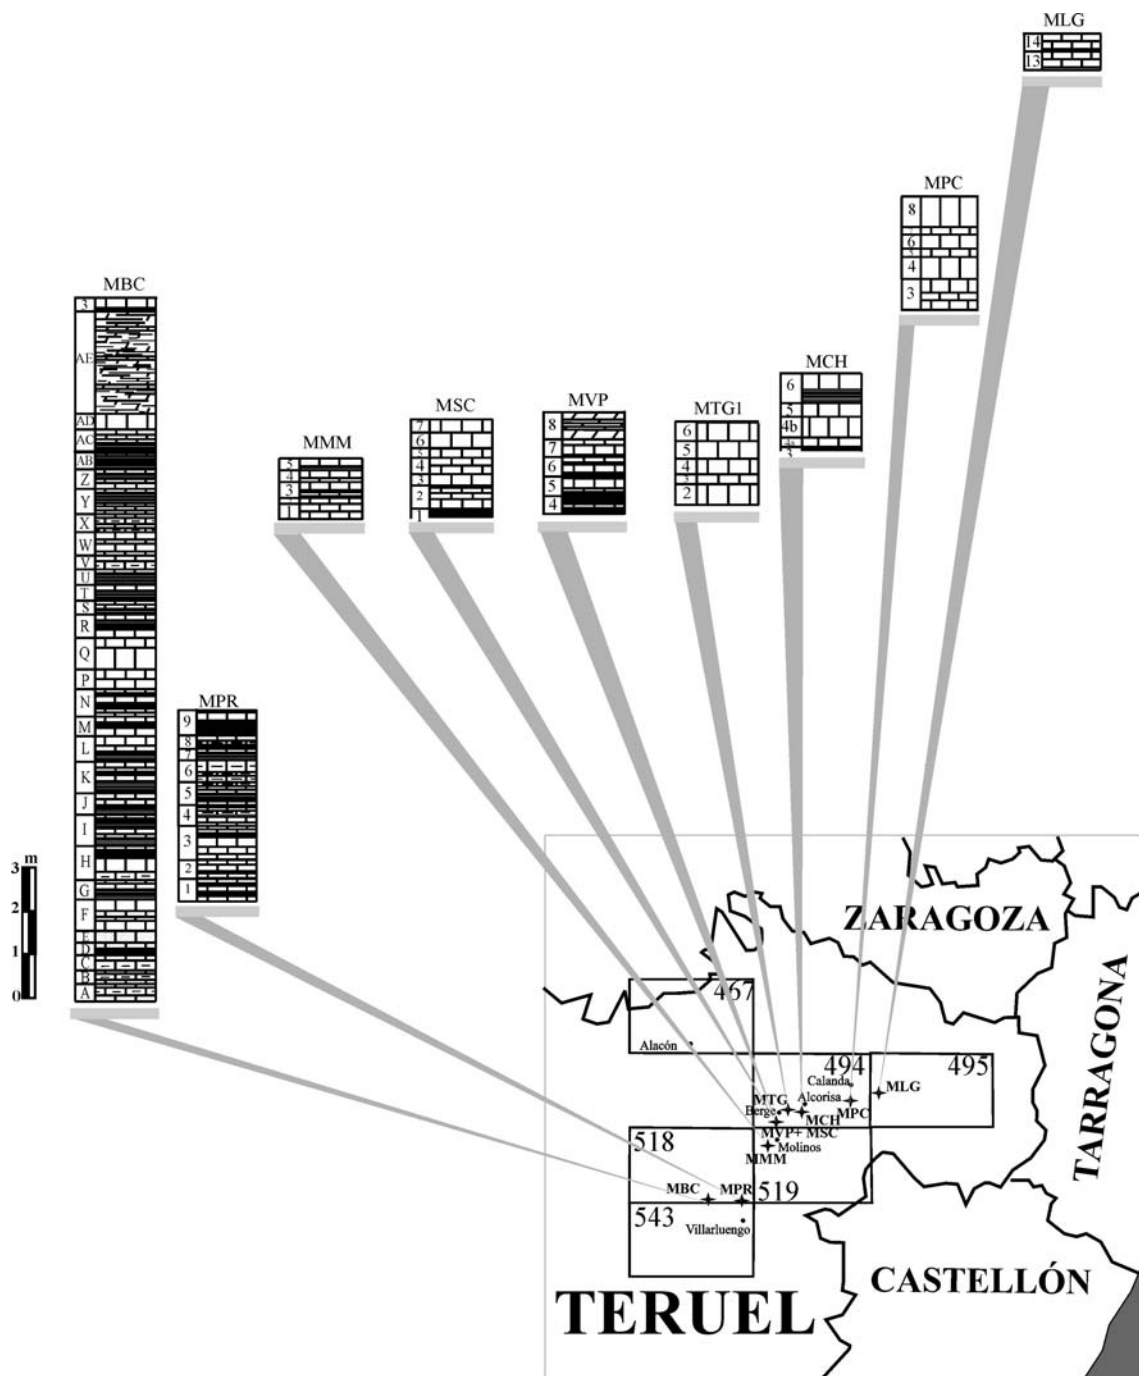 MLG
14
13
MPC
8
7
6
5
4
3
MBC
3
AE
AD
AC
AB
Z
Y
X
W
V
U
T
S
R
Q
P
N
M
L
K
J
I
H
G
F
E
D
C
B
A
3 m
2
1
0
MPR
9
8
7
6
5
4
3
2
1
MMM
5
4
3
1
MSC
7
6
5
4
3
2
1
MVP
8
7
6
5
4
MTG1
6
5
4
3
2
MCH
6
5
4b
4a
3
ZARAGOZA
TARRAGONA
467
Alacón
494
495
Calanda
MLG
MTG
Alcorisa
Berge
MPC
MCH
MVP+ MSC
518
Molinos
MMM
MBC
MPR
519
543
Villarluengo
CASTELLÓN
TERUEL